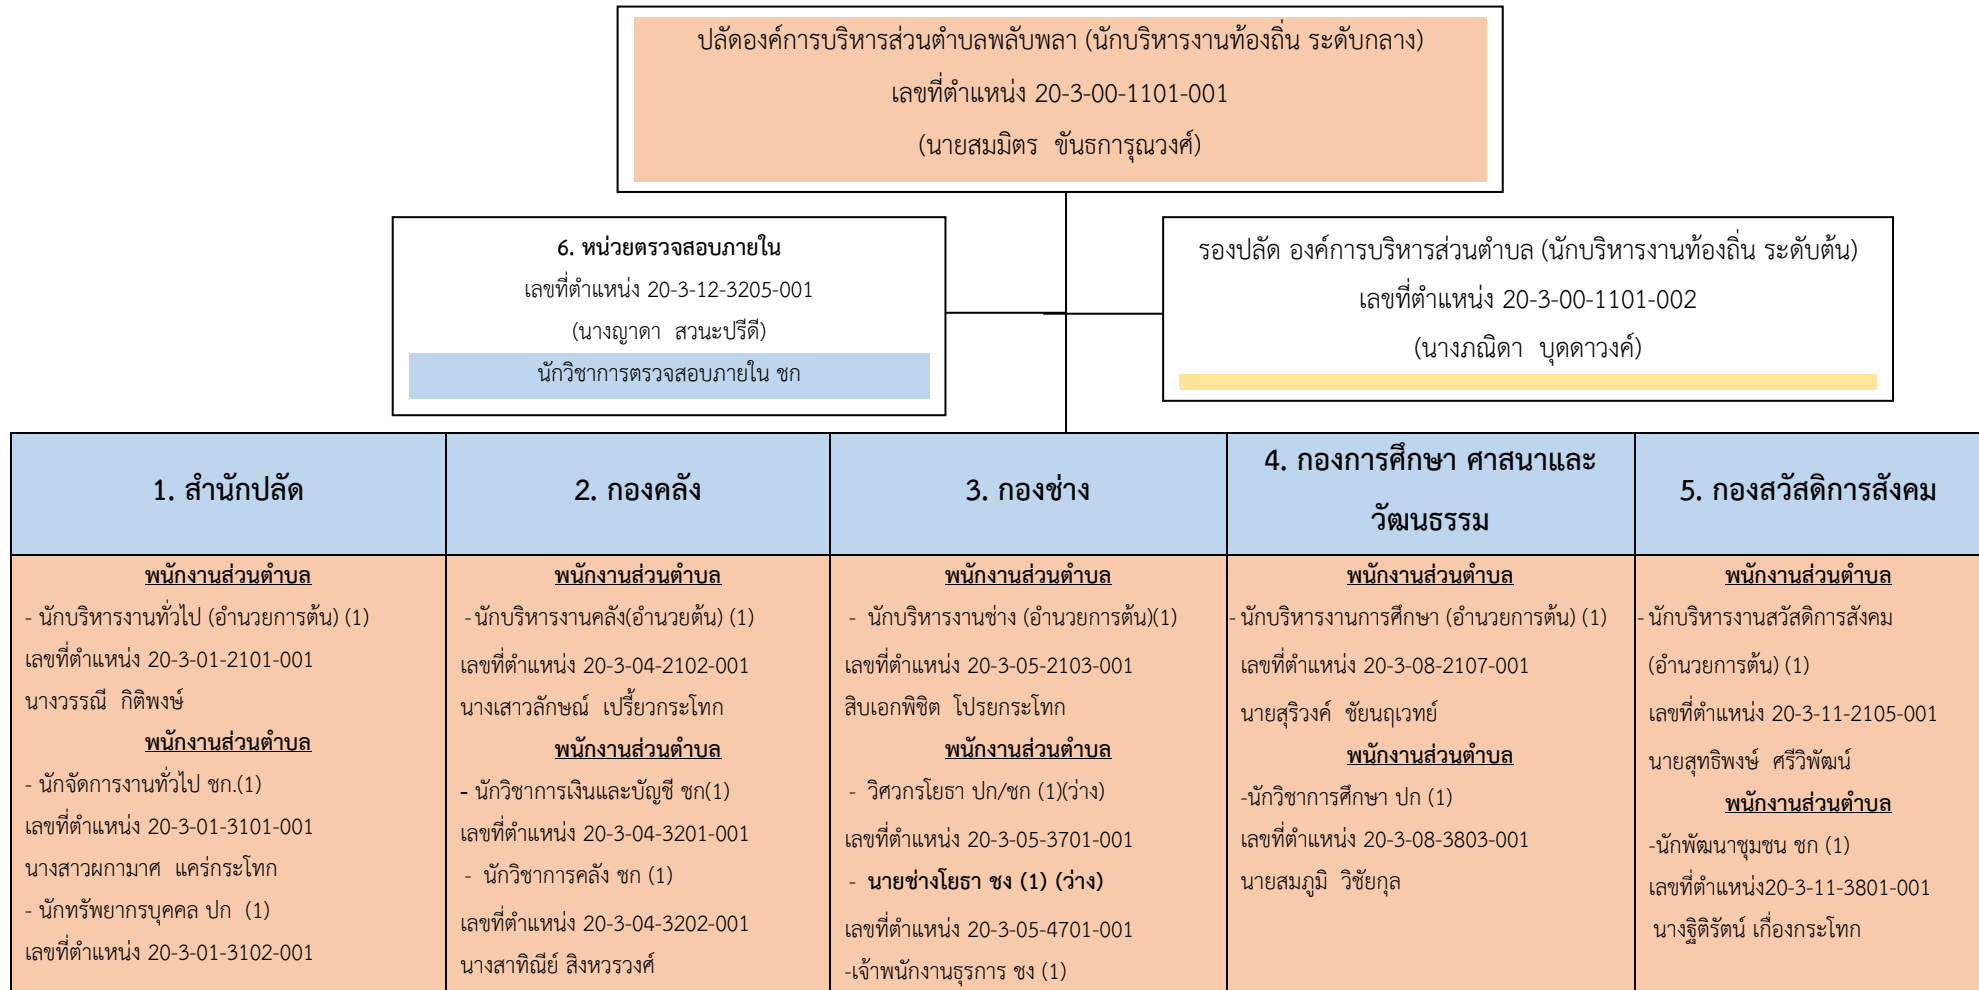 ปลัดองค์การบริหารส่วนตำบลพลับพลา (นักบริหารงานท้องถิ่น ระดับกลาง)
เลขที่ตำแหน่ง 20-3-00-1101-001
(นายสมมิตร ขันธการุณวงศ์)
6. หน่วยตรวจสอบภายใน
เลขที่ตำแหน่ง 20-3-12-3205-001
(นางญาดา สวนะปรีดี)
นักวิชาการตรวจสอบภายใน ชก
รองปลัด องค์การบริหารส่วนตำบล (นักบริหารงานท้องถิ่น ระดับต้น)
เลขที่ตำแหน่ง 20-3-00-1101-002
(นางภณิดา บุดดาวงค์)
1. สำนักปลัด
พนักงานส่วนตำบล
- นักบริหารงานทั่วไป (อำนวยการต้น) (1)
เลขที่ตำแหน่ง 20-3-01-2101-001
นางวรรณี กิติพงษ์
พนักงานส่วนตำบล
- นักจัดการงานทั่วไป ชก.(1)
เลขที่ตำแหน่ง 20-3-01-3101-001
นางสาวผกามาศ แคร่กระโทก
- นักทรัพยากรบุคคล ปก (1)
เลขที่ตำแหน่ง 20-3-01-3102-001
2. กองคลัง
พนักงานส่วนตำบล
-นักบริหารงานคลัง(อำนวยต้น) (1)
เลขที่ตำแหน่ง 20-3-04-2102-001
นางเสาวลักษณ์ เปรี้ยวกระโทก
พนักงานส่วนตำบล
- นักวิชาการเงินและบัญชี ชก(1)
เลขที่ตำแหน่ง 20-3-04-3201-001
- นักวิชาการคลัง ชก (1)
เลขที่ตำแหน่ง 20-3-04-3202-001
นางสาทิณีย์ สิงหวรวงศ์
3. กองช่าง
พนักงานส่วนตำบล
- นักบริหารงานช่าง (อำนวยการต้น)(1)
เลขที่ตำแหน่ง 20-3-05-2103-001
สิบเอกพิชิต โปรยกระโทก
พนักงานส่วนตำบล
- วิศวกรโยธา ปก/ชก (1)(ว่าง)
เลขที่ตำแหน่ง 20-3-05-3701-001
- นายช่างโยธา ชง (1) (ว่าง)
เลขที่ตำแหน่ง 20-3-05-4701-001
-เจ้าพนักงานธุรการ ชง (1)
4. กองการศึกษา ศาสนาและ
วัฒนธรรม
พนักงานส่วนตำบล
- นักบริหารงานการศึกษา (อำนวยการต้น) (1)
เลขที่ตำแหน่ง 20-3-08-2107-001
นายสุริวงค์ ชัยนฤเวทย์
พนักงานส่วนตำบล
-นักวิชาการศึกษา ปก (1)
เลขที่ตำแหน่ง 20-3-08-3803-001
นายสมภูมิ วิชัยกุล
5. กองสวัสดิการสังคม
พนักงานส่วนตำบล
- นักบริหารงานสวัสดิการสังคม
(อำนวยการต้น) (1)
เลขที่ตำแหน่ง 20-3-11-2105-001
นายสุทธิพงษ์ ศรีวิพัฒน์
พนักงานส่วนตำบล
-นักพัฒนาชุมชน ชก (1)
เลขที่ตำแหน่ง20-3-11-3801-001
นางฐิติรัตน์ เกื่องกระโทก